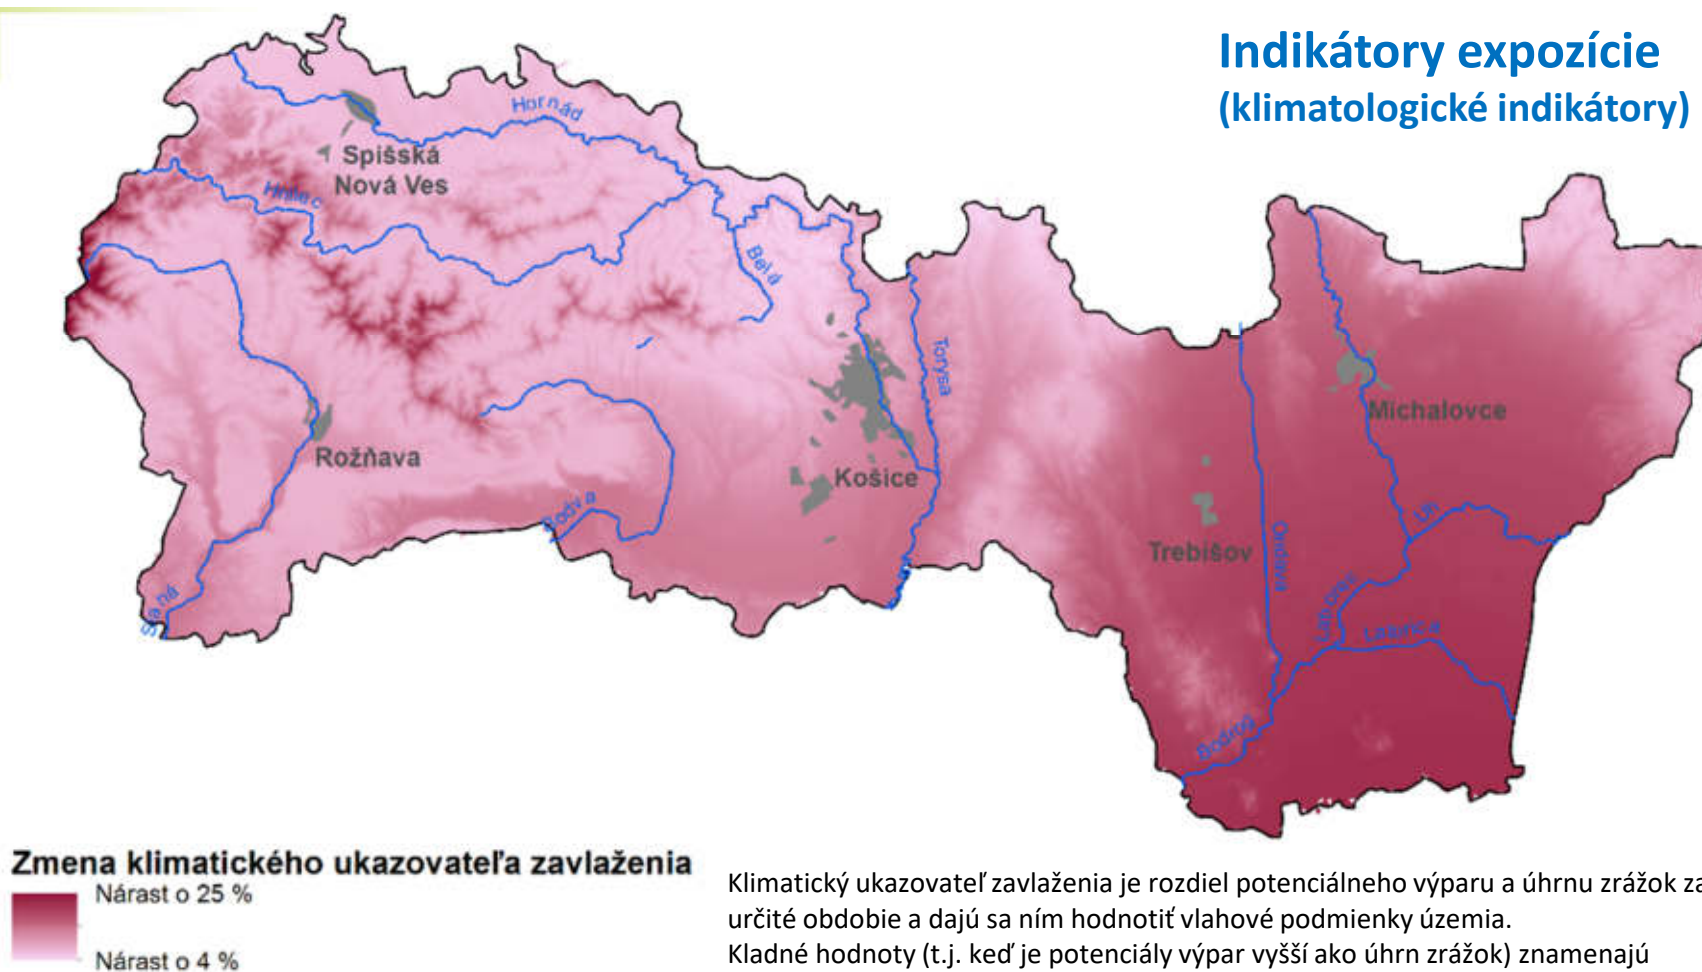 Indikátory expozície
(klimatologické indikátory)
Hornád
Spišská
Nová Ves
Hnilec
Belá
Torysa
Michalovce
Rožňava
Košice
Bodva
Uh
Trebišov
Ondava
Slaná
Laborec
Latorica
Bodrog
Zmena klimatického ukazovateľa zavlaženia
Nárast o 25 %
Nárast o 4 %
Klimatický ukazovateľ zavlaženia je rozdiel potenciálneho výparu a úhrnu zrážok za
určité obdobie a dajú sa ním hodnotiť vlahové podmienky územia.
Kladné hodnoty (t.j. keď je potenciály výpar vyšší ako úhrn zrážok) znamenajú